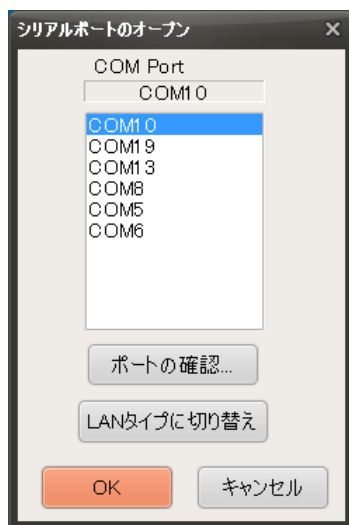 シリアルポートのオープン
COM Port
COM10
COM10
COM19
COM13
COM8
COM5
COM6
ポートの確認...
LANタイプに切り替え
OK
キャンセル